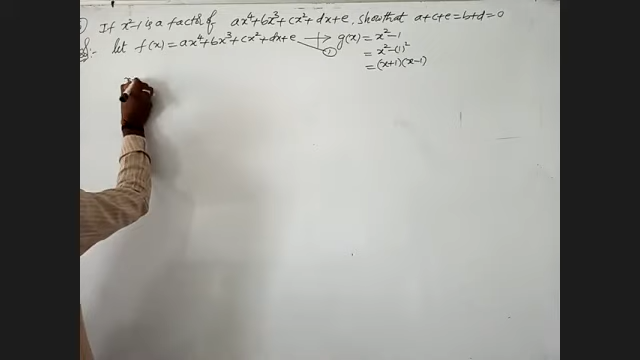 If x²-1 is a factor of ax⁴+bx³+cx²+dx+e, show that a+c+e=b+d=0
Sol:- let f(x)=ax⁴+bx³+cx²+dx+e → g(x)=x²-1
①
=x²-(1)²
=(x+1)(x-1)